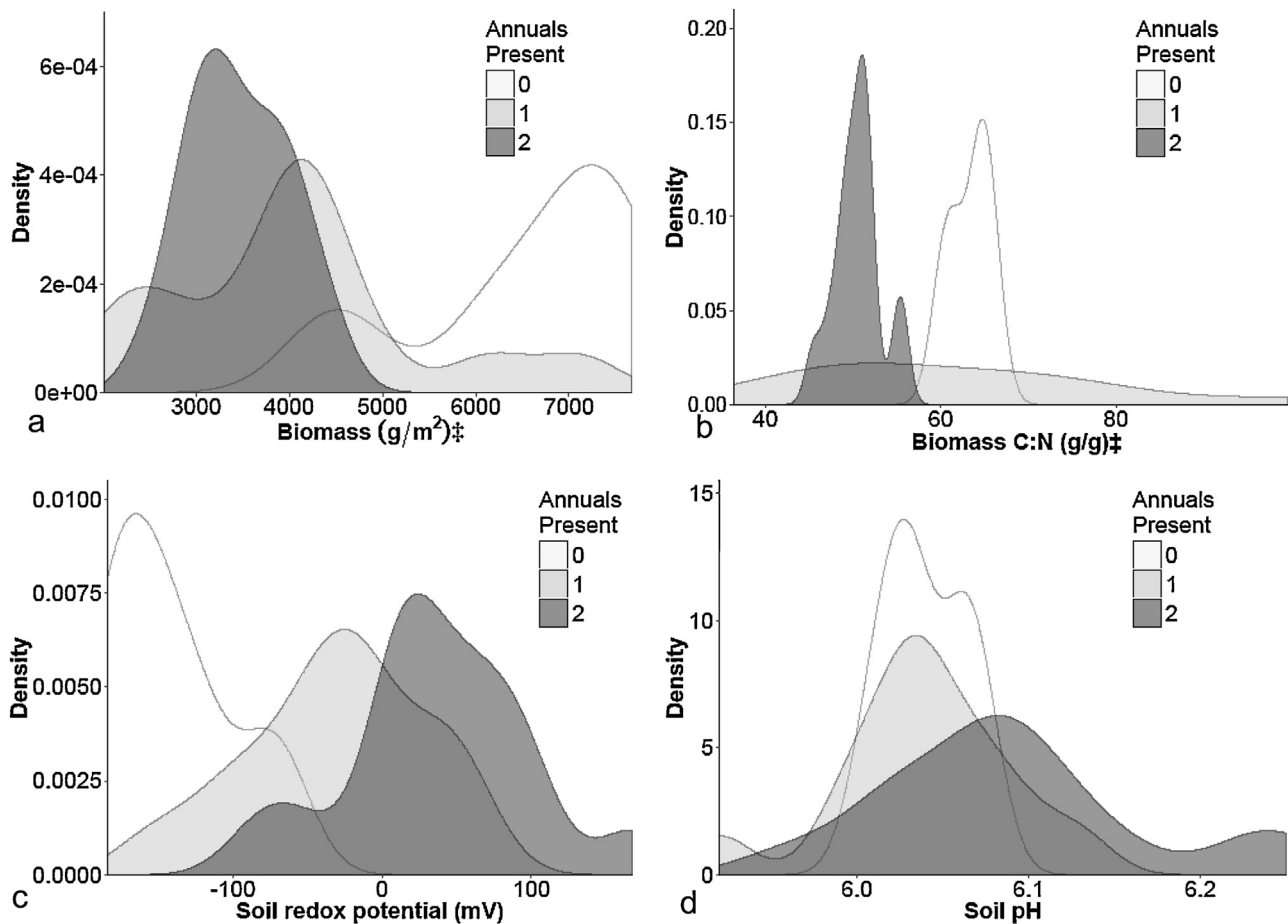 Annuals
Present
0
1
2
6e-04
4e-04
2e-04
0e+00
Density
3000 4000 5000 6000 7000
Biomass (g/m²)‡
a
Annuals
Present
0
1
2
0.20
0.15
0.10
0.05
0.00
Density
40 60 80
Biomass C:N (g/g)‡
b
Annuals
Present
0
1
2
0.0100
0.0075
0.0050
0.0025
0.0000
Density
-100 0 100
Soil redox potential (mV)
c
Annuals
Present
0
1
2
15
10
5
0
Density
6.0 6.1 6.2
Soil pH
d